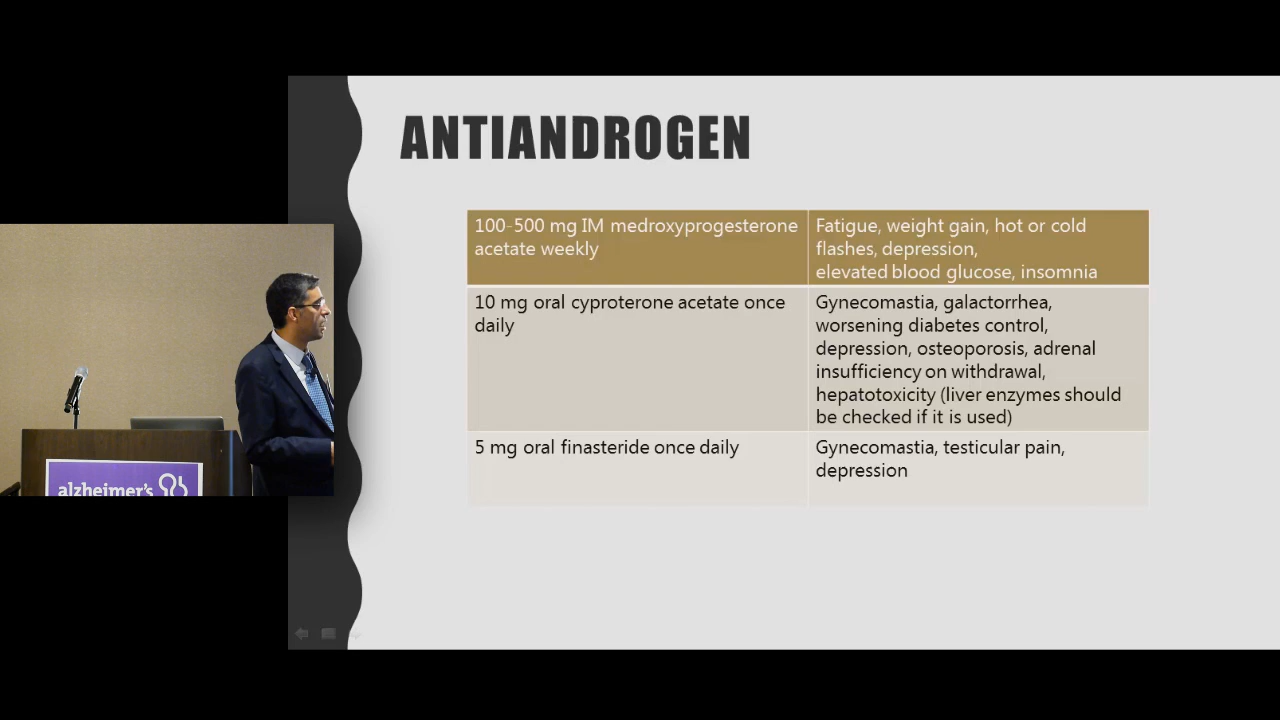 ANTIANDROGEN
100-500 mg IM medroxyprogesterone
acetate weekly
Fatigue, weight gain, hot or cold
flashes, depression,
elevated blood glucose, insomnia
10 mg oral cyproterone acetate once
daily
Gynecomastia, galactorrhea,
worsening diabetes control,
depression, osteoporosis, adrenal
insufficiency on withdrawal,
hepatotoxicity (liver enzymes should
be checked if it is used)
5 mg oral finasteride once daily
Gynecomastia, testicular pain,
depression
alzheimer's